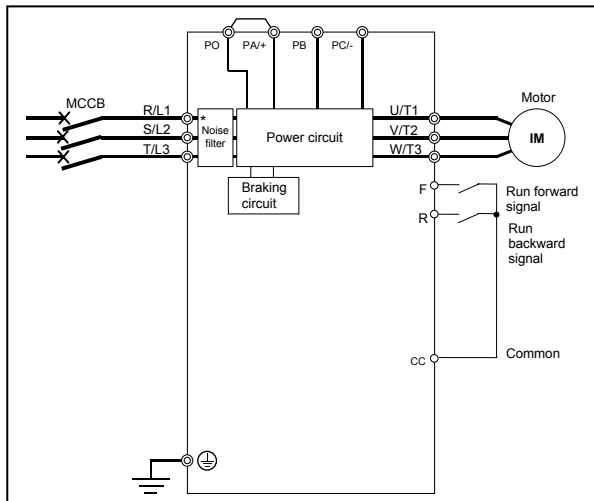 PO
PA/+
PB
PC/-
MCCB
R/L1
S/L2
T/L3
*
Noise
filter
Power circuit
Braking
circuit
U/T1
V/T2
W/T3
Motor
IM
F
Run forward
signal
R
Run
backward
signal
CC
Common